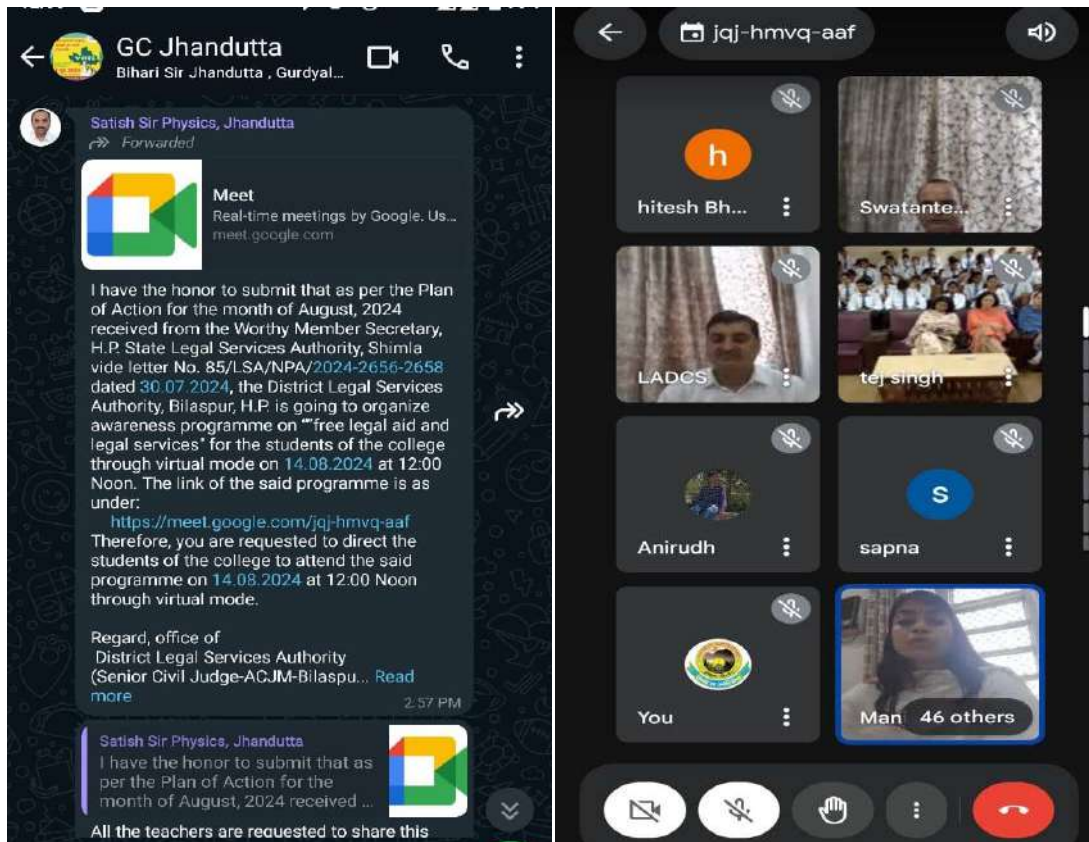 GC Jhandutta
Bihari Sir Jhandutta , Gurdyal...
Satish Sir Physics, Jhandutta
Forwarded
Meet
Real-time meetings by Google. Us...
meet.google.com
I have the honor to submit that as per the Plan
of Action for the month of August, 2024
received from the Worthy Member Secretary,
H.P. State Legal Services Authority, Shimla
vide letter No. 85/LSA/NPA/2024-2656-2658
dated 30.07.2024, the District Legal Services
Authority, Bilaspur, H.P. is going to organize
awareness programme on “"free legal aid and
legal services" for the students of the college
through virtual mode on 14.08.2024 at 12:00
Noon. The link of the said programme is as
under:
https://meet.google.com/jqj-hmvq-aaf
Therefore, you are requested to direct the
students of the college to attend the said
programme on 14.08.2024 at 12:00 Noon
through virtual mode.
Regard, office of
District Legal Services Authority
(Senior Civil Judge-ACJM-Bilaspu... Read
more
2:57 PM
Satish Sir Physics, Jhandutta
I have the honor to submit that as
per the Plan of Action for the
month of August, 2024 received ...
All the teachers are requested to share this
jqj-hmvq-aaf
h
hitesh Bh...
Swatante...
LADCS
tej singh
Anirudh
s
sapna
You
Man
46 others